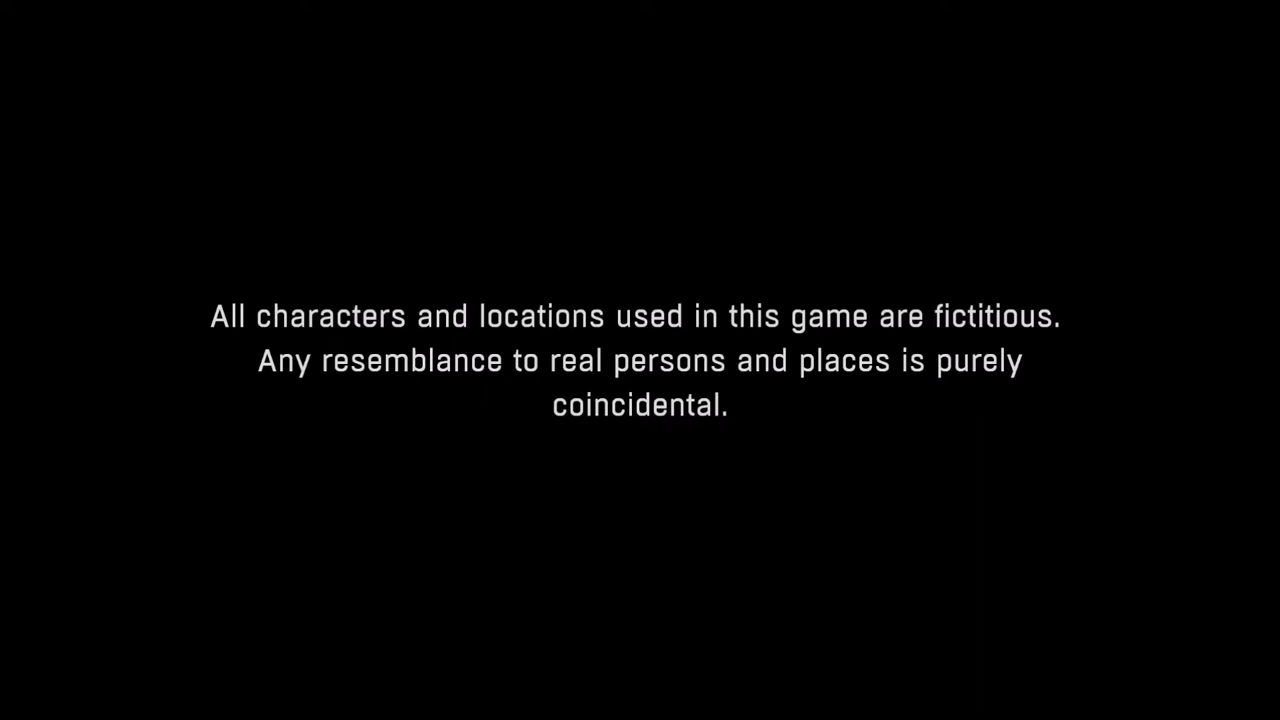 All characters and locations used in this game are fictitious.
Any resemblance to real persons and places is purely
coincidental.